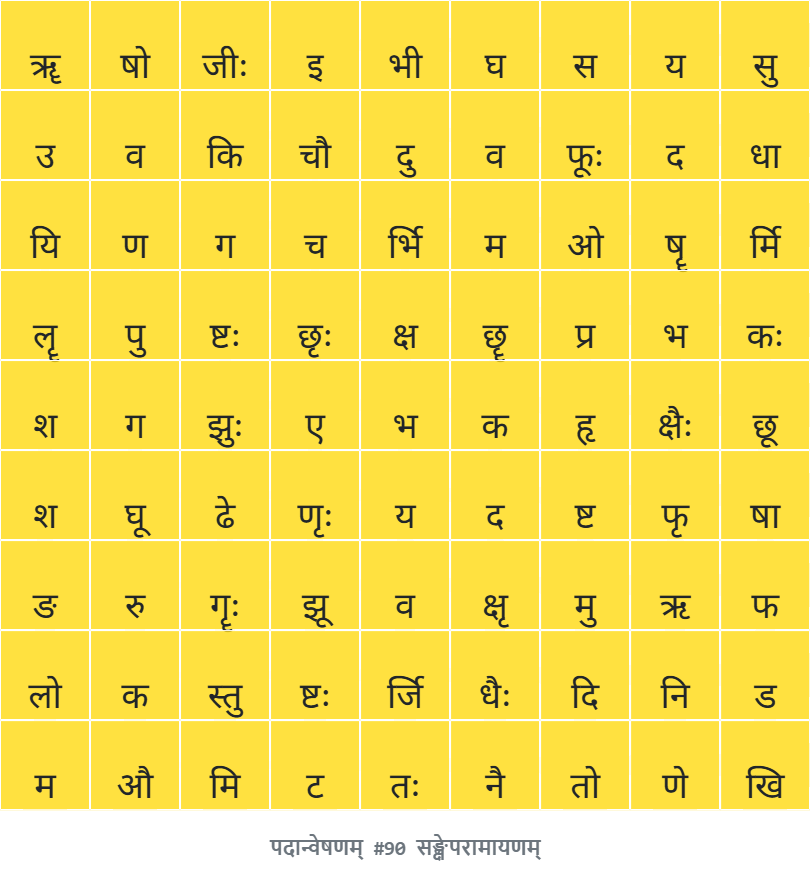 ॠ षो जीः इ भी घ स य सु
उ व कि चौ दु व फूः द धा
यि ण ग च र्भि म ओ षॄ र्मि
लॄ पु ष्टः छृः क्ष छॄ प्र भ कः
श ग झुः ए भ क हृ क्षैः छू
श घू ढे णृः य द ष्ट फृ षा
ङ रु गॄः झू व क्षृ मु ऋ फ
लो क स्तु ष्टः र्जि धैः दि नि ड
म औ मि ट तः नै तो णे खि
पदान्वेषणम् #90 सङ्क्षेपरामायणम्